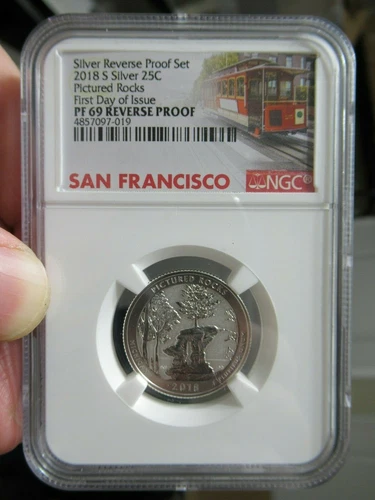 Silver Reverse Proof Set
2018 S Silver 25C
Pictured Rocks
First Day of Issue
PF 69 REVERSE PROOF
4857097-019
SAN FRANCISCO
NGC
PICTURED ROCKS
2018